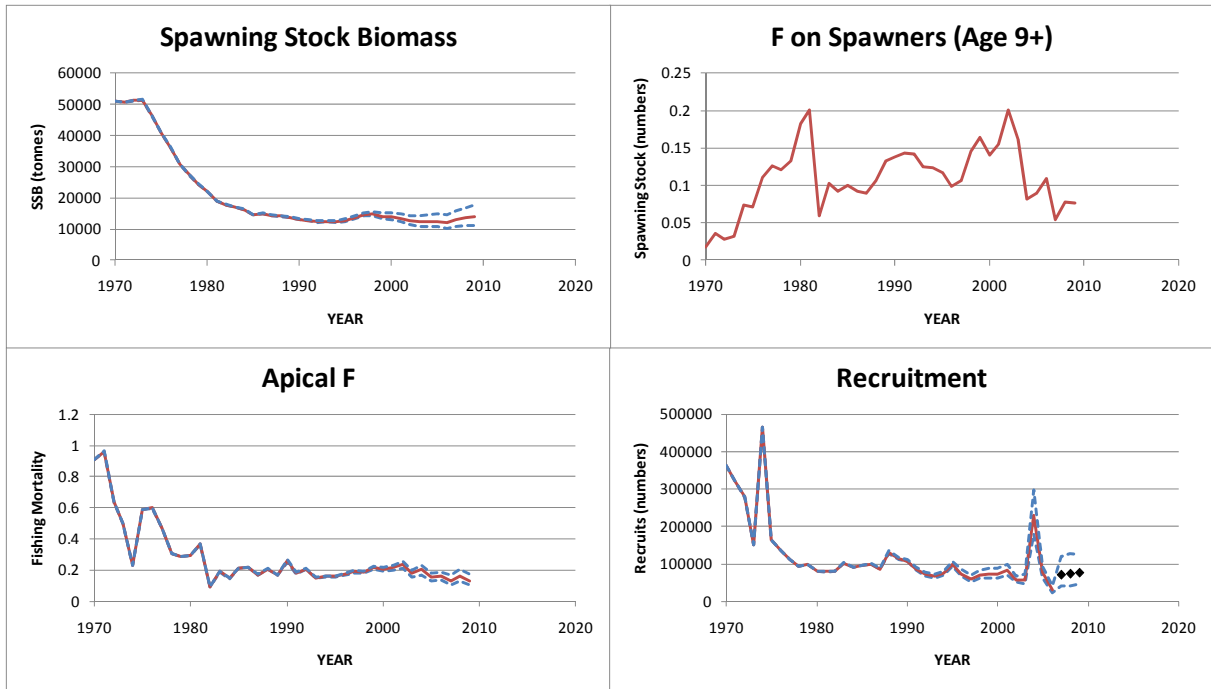 Spawning Stock Biomass
SSB (tonnes)
60000
50000
40000
30000
20000
10000
0
1970 1980 1990 2000 2010 2020
YEAR
F on Spawners (Age 9+)
Spawning Stock (numbers)
0.25
0.2
0.15
0.1
0.05
0
1970 1980 1990 2000 2010 2020
YEAR
Apical F
Fishing Mortality
1.2
1
0.8
0.6
0.4
0.2
0
1970 1980 1990 2000 2010 2020
YEAR
Recruitment
Recruits (numbers)
500000
400000
300000
200000
100000
0
1970 1980 1990 2000 2010 2020
YEAR